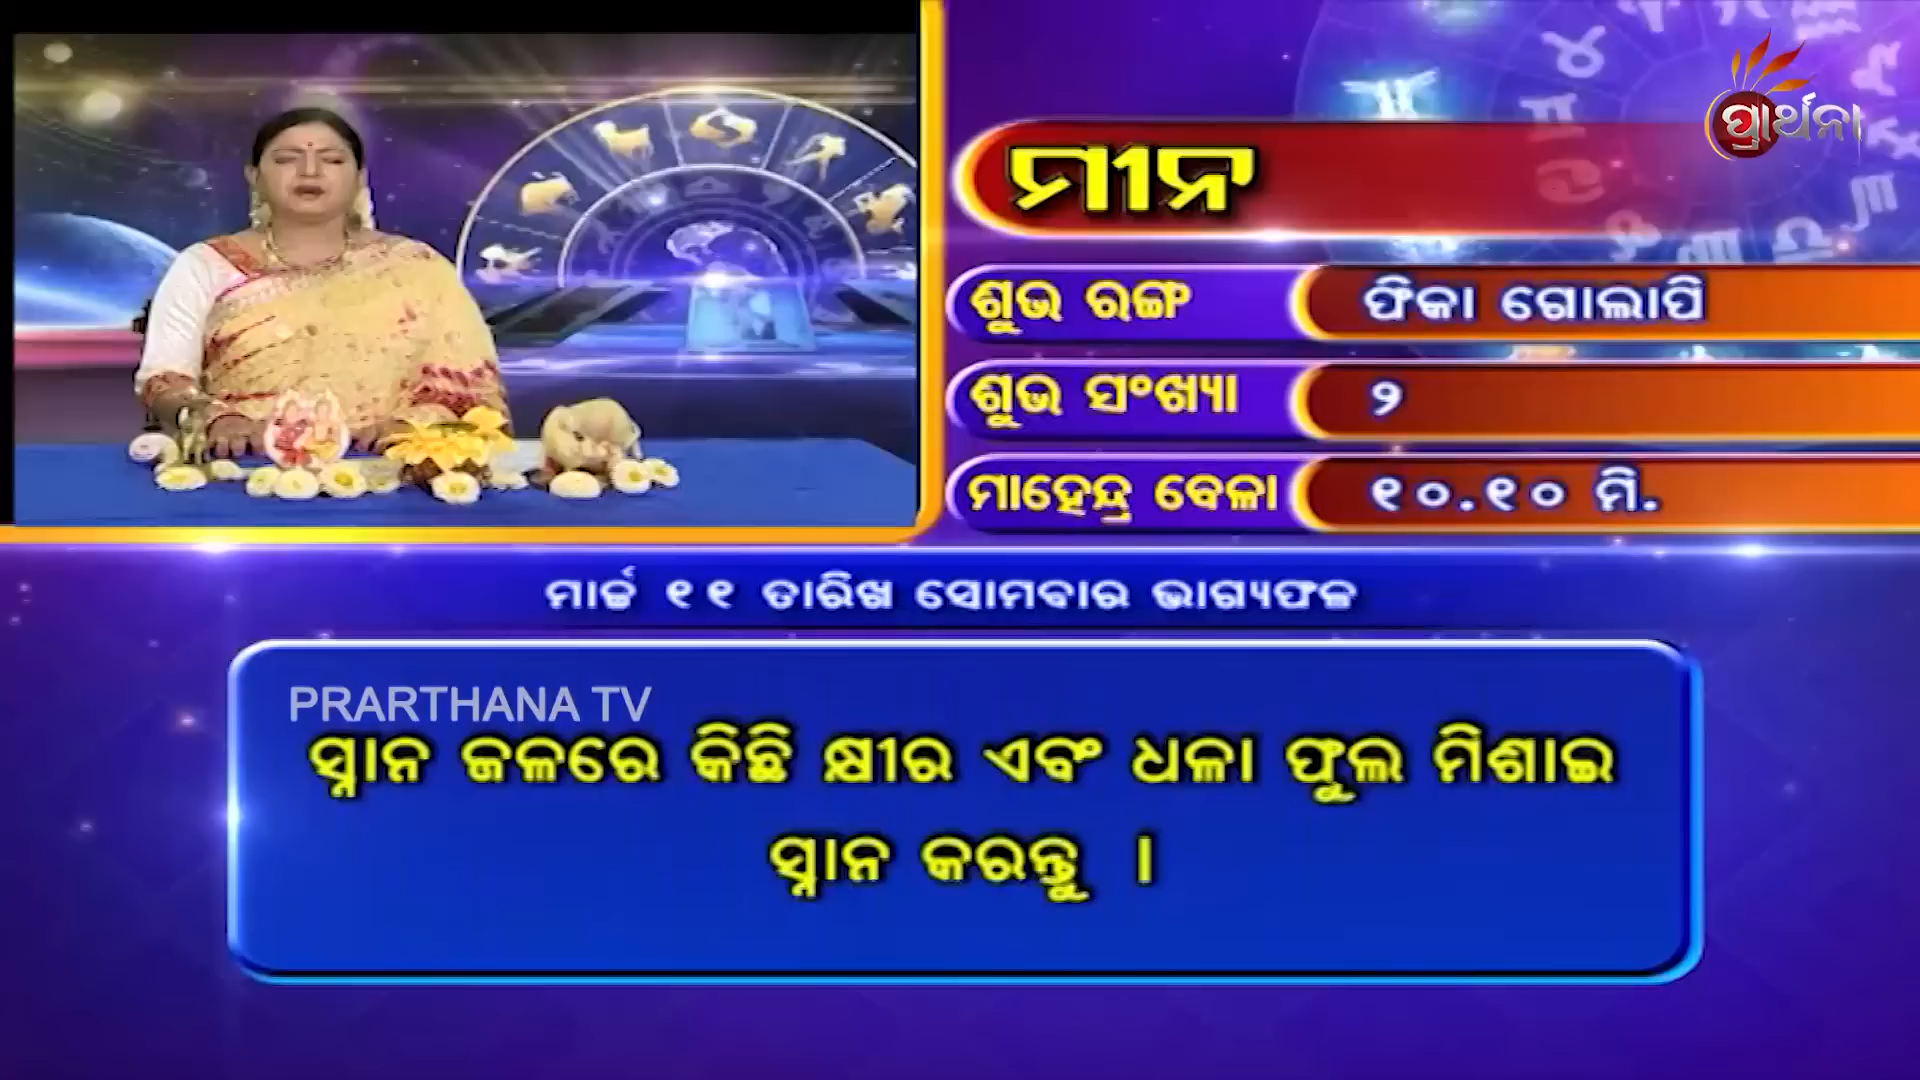 ପ୍ରାର୍ଥନା
ମୀନ
ଶୁଭ ରଙ୍ଗ ଫିକା ଗୋଲାପି
ଶୁଭ ସଂଖ୍ୟା ୨
ମାହେନ୍ଦ୍ର ବେଳା ୧୦.୧୦ ମି.
ମାର୍ଚ୍ଚ ୧୧ ତାରିଖ ସୋମବାର ଭାଗ୍ୟଫଳ
PRARTHANA TV
ସ୍ନାନ ଜଳରେ କିଛି କ୍ଷୀର ଏବଂ ଧଳା ଫୁଲ ମିଶାଇ
ସ୍ନାନ କରନ୍ତୁ ।